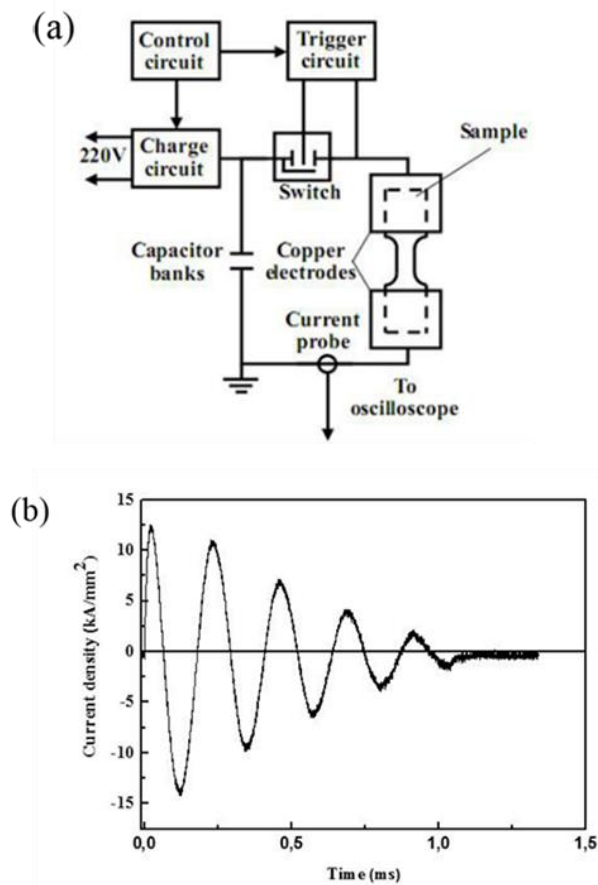 (a)
Control
circuit
Trigger
circuit
220V
Charge
circuit
Switch
Sample
Capacitor
banks
Copper
electrodes
Current
probe
To
oscilloscope
(b)
Current density (kA/mm²)
15
10
5
0
-5
-10
-15
0,0
0,5
1,0
1,5
Time (ms)